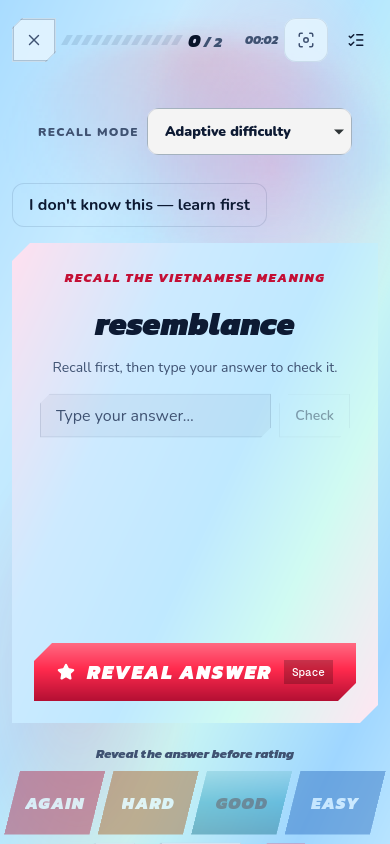 0 / 2
00:02
RECALL MODE
Adaptive difficulty
I don't know this — learn first
RECALL THE VIETNAMESE MEANING
resemblance
Recall first, then type your answer to check it.
Type your answer...
Check
REVEAL ANSWER
Space
Reveal the answer before rating
AGAIN
HARD
GOOD
EASY